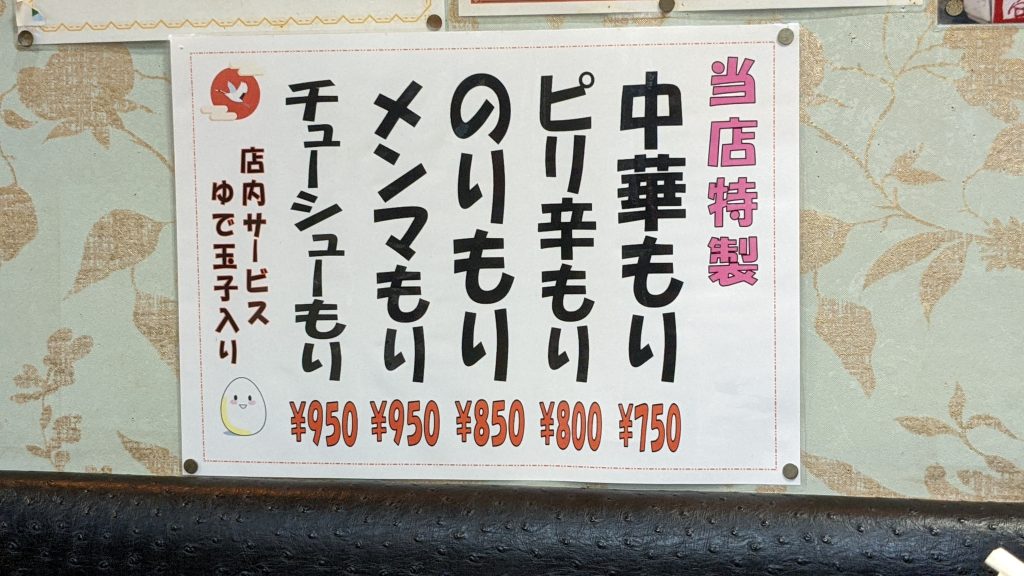 当店特製
中華もり ¥750
ピリ辛もり ¥800
のりもり ¥850
メンマもり ¥950
チューシューもり ¥950
店内サービス
ゆで玉子入り